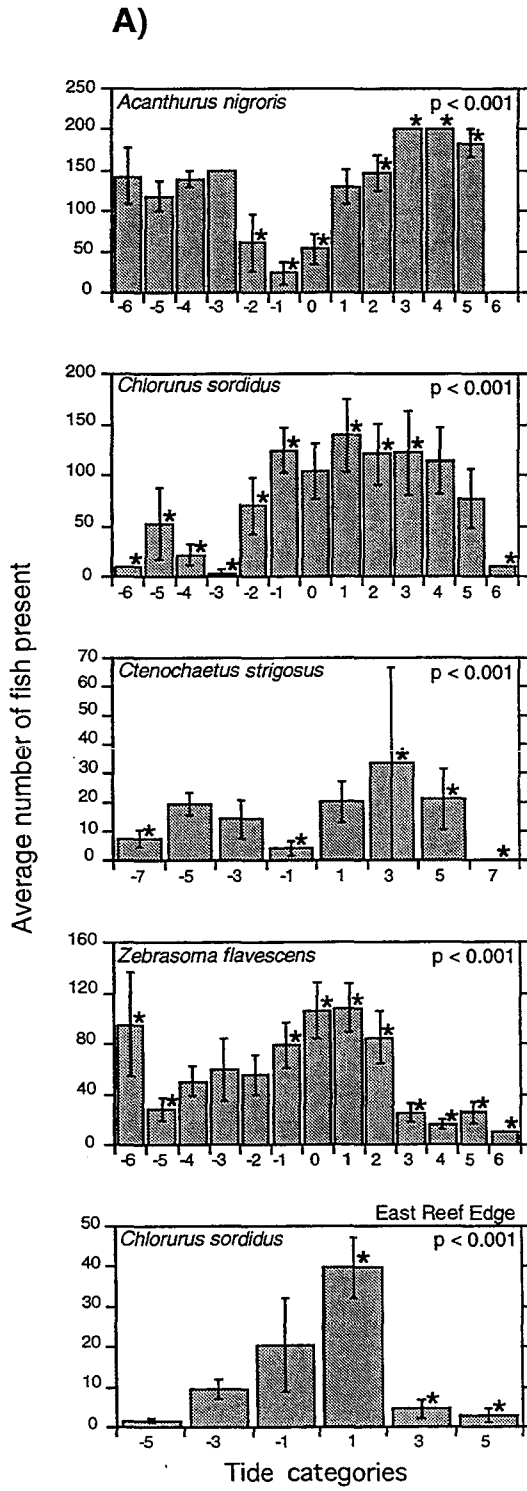 A)
Average number of fish present
Acanthurus nigroris p < 0.001
250
200
150
100
50
0
* * * * * * *
-6 -5 -4 -3 -2 -1 0 1 2 3 4 5 6
Chlorurus sordidus p < 0.001
200
150
100
50
0
* * * * * * * * * *
-6 -5 -4 -3 -2 -1 0 1 2 3 4 5 6
Ctenochaetus strigosus p < 0.001
70
60
50
40
30
20
10
0
* * * * *
-7 -5 -3 -1 1 3 5 7
Zebrasoma flavescens p < 0.001
160
120
80
40
0
* * * * * * * * * *
-6 -5 -4 -3 -2 -1 0 1 2 3 4 5 6
East Reef Edge
Chlorurus sordidus p < 0.001
50
40
30
20
10
0
* * *
-5 -3 -1 1 3 5
Tide categories